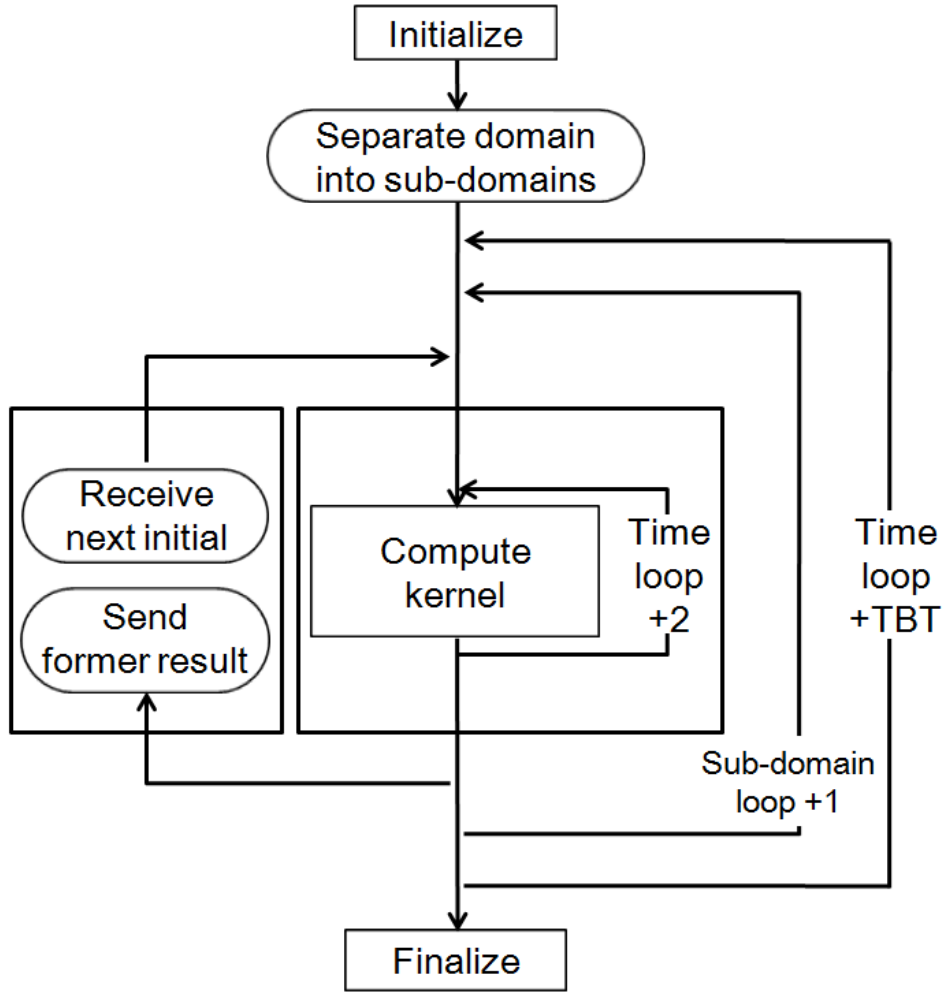 Initialize
Separate domain
into sub-domains
Receive
next initial
Send
former result
Compute
kernel
Time
loop
+2
Time
loop
+TBT
Sub-domain
loop +1
Finalize